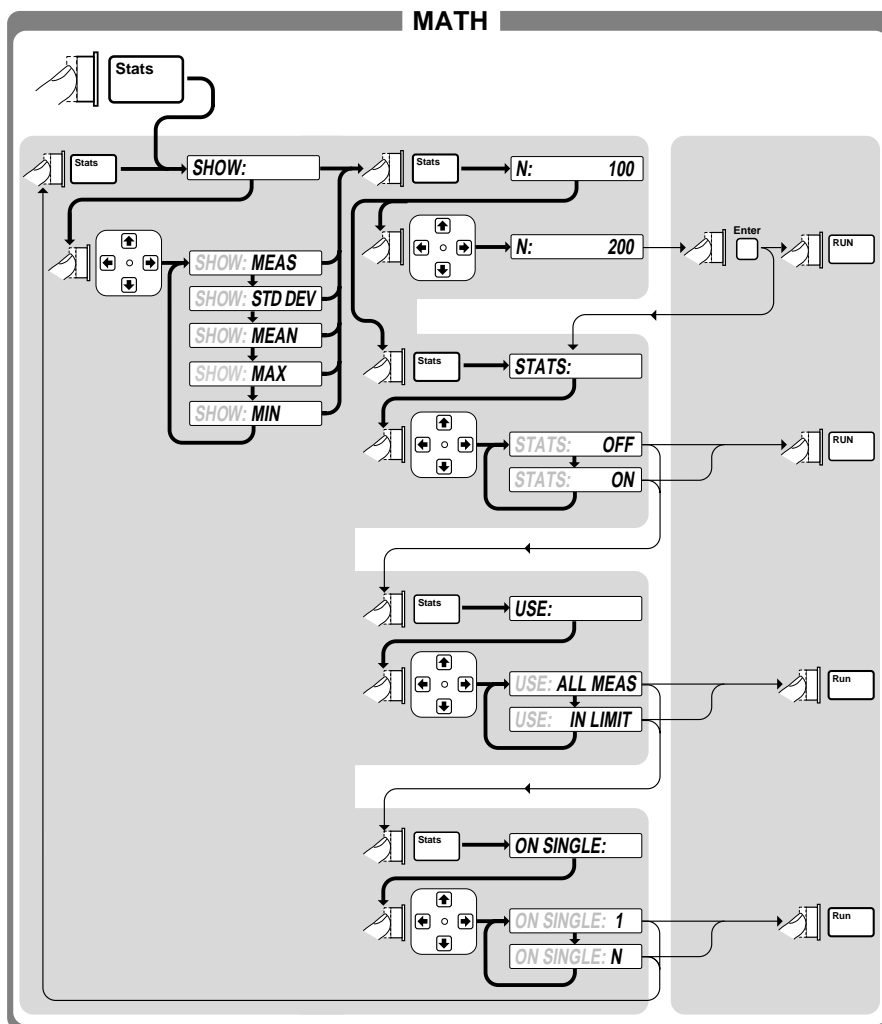 MATH
Stats
Stats
SHOW:
Stats
N: 100
N: 200
Enter
RUN
SHOW: MEAS
SHOW: STD DEV
SHOW: MEAN
SHOW: MAX
SHOW: MIN
Stats
STATS:
STATS: OFF
STATS: ON
RUN
Stats
USE:
USE: ALL MEAS
USE: IN LIMIT
Run
Stats
ON SINGLE:
ON SINGLE: 1
ON SINGLE: N
Run